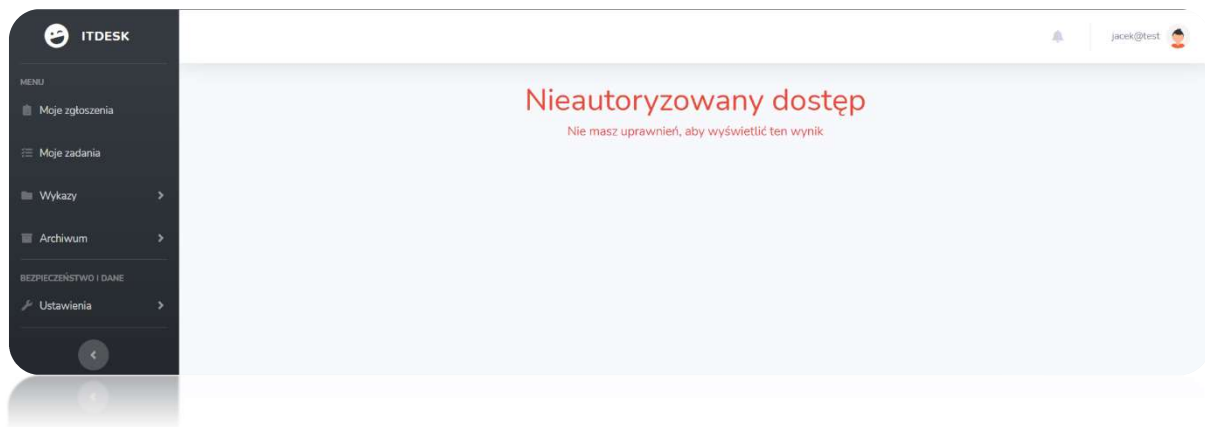 ITDESK
jacek@test
MENU
Moje zgłoszenia
Moje zadania
Wykazy
Archiwum
BEZPIECZEŃSTWO I DANE
Ustawienia
Nieautoryzowany dostęp
Nie masz uprawnień, aby wyświetlić ten wynik